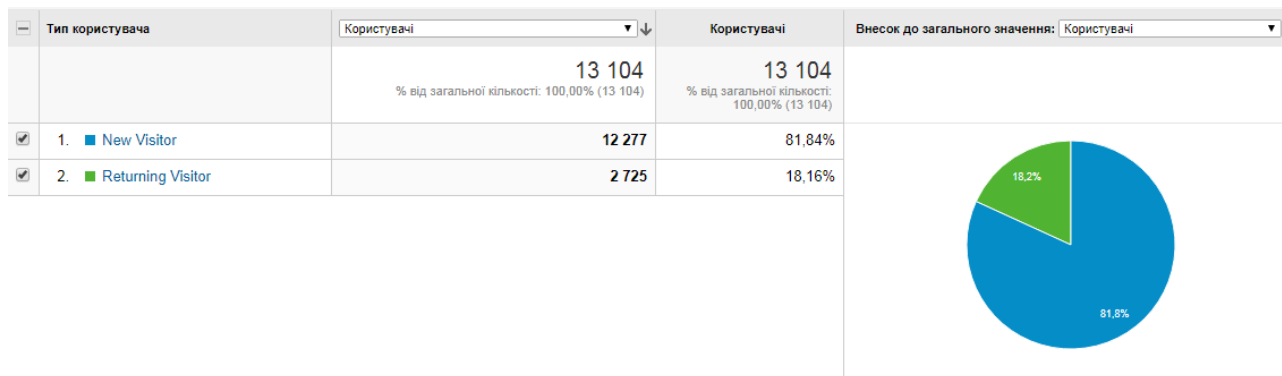 Тип користувача Користувачі Користувачі Внесок до загального значення: Користувачі
13 104 13 104
% від загальної кількості: 100,00% (13 104) % від загальної кількості:
100,00% (13 104)
1. New Visitor 12 277 81,84%
2. Returning Visitor 2 725 18,16%
18,2%
81,8%